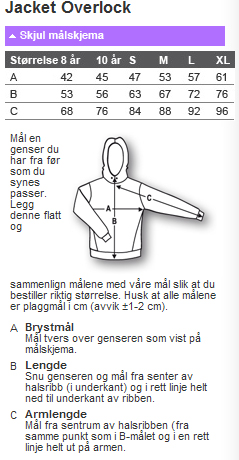 Jacket Overlock
Skjul målskjema
Størrelse 8 år 10 år S M L XL
A 42 45 47 53 57 61
B 53 56 63 67 72 76
C 68 76 84 88 92 96
Mål en
genser du
har fra før
som du
synes
passer.
Legg
denne flatt
og
A
B
C
sammenlign målene med våre mål slik at du
bestiller riktig størrelse. Husk at alle målene
er plaggmål i cm (avvik ±1-2 cm).
A Brystmål
Mål tvers over genseren som vist på
målskjema.
B Lengde
Snu genseren og mål fra senter av
halsribb (i underkant) og i rett linje helt
ned til underkant av ribben.
C Armlengde
Mål fra sentrum av halsribben (fra
samme punkt som i B-målet og i en rett
linje helt ut på armen.